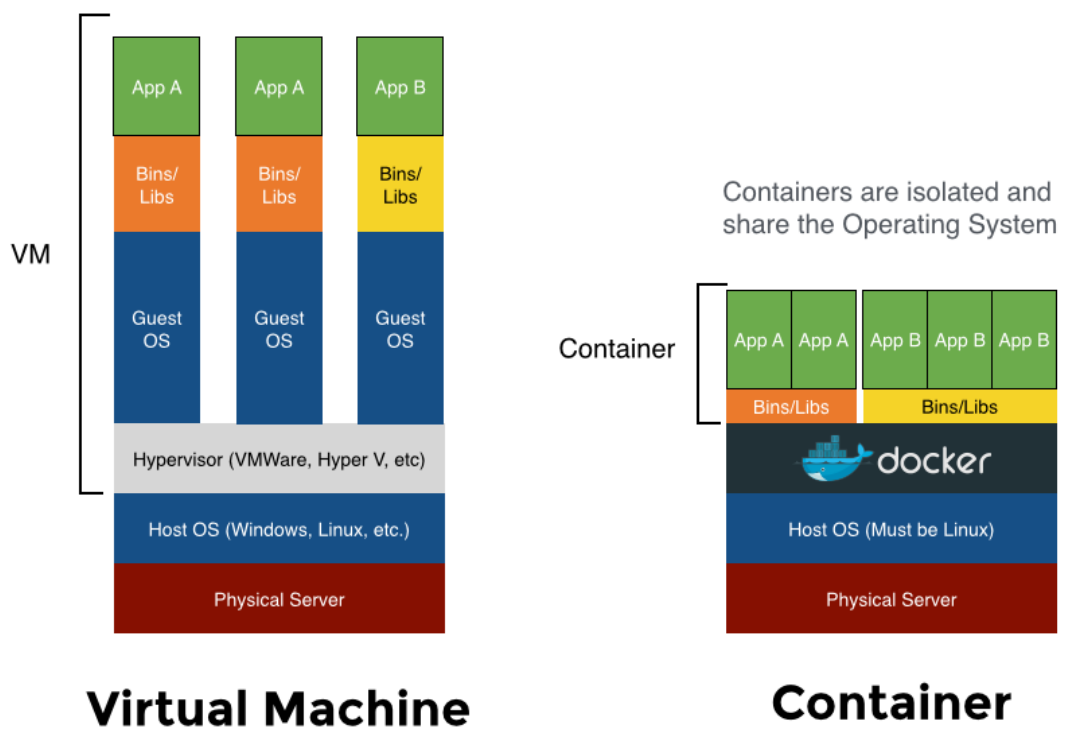 VM
App A
App A
App B
Bins/
Libs
Bins/
Libs
Bins/
Libs
Guest
OS
Guest
OS
Guest
OS
Hypervisor (VMWare, Hyper V, etc)
Host OS (Windows, Linux, etc.)
Physical Server
Virtual Machine
Containers are isolated and
share the Operating System
Container
App A
App A
App B
App B
App B
Bins/Libs
Bins/Libs
docker
Host OS (Must be Linux)
Physical Server
Container